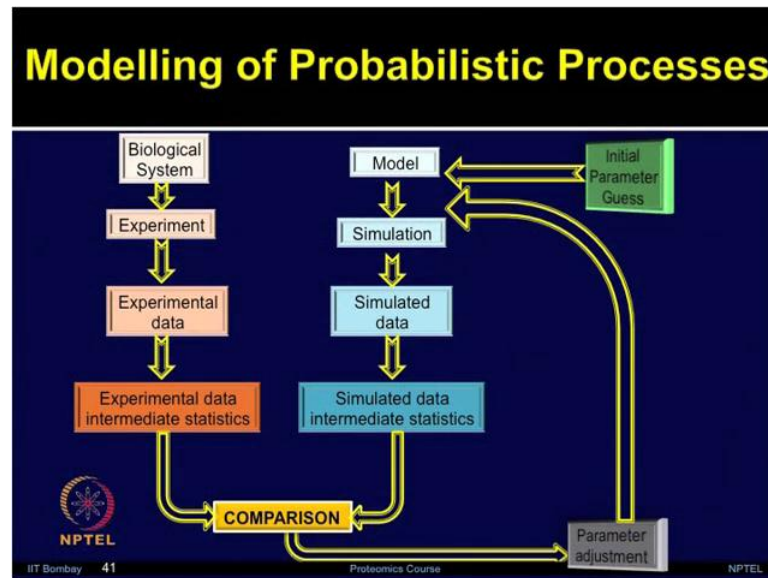 Modelling of Probabilistic Processes
Biological
System
Experiment
Experimental
data
Experimental data
intermediate statistics
Model
Simulation
Simulated
data
Simulated data
intermediate statistics
Initial
Parameter
Guess
COMPARISON
Parameter
adjustment
NPTEL
IIT Bombay
41
Proteomics Course
NPTEL